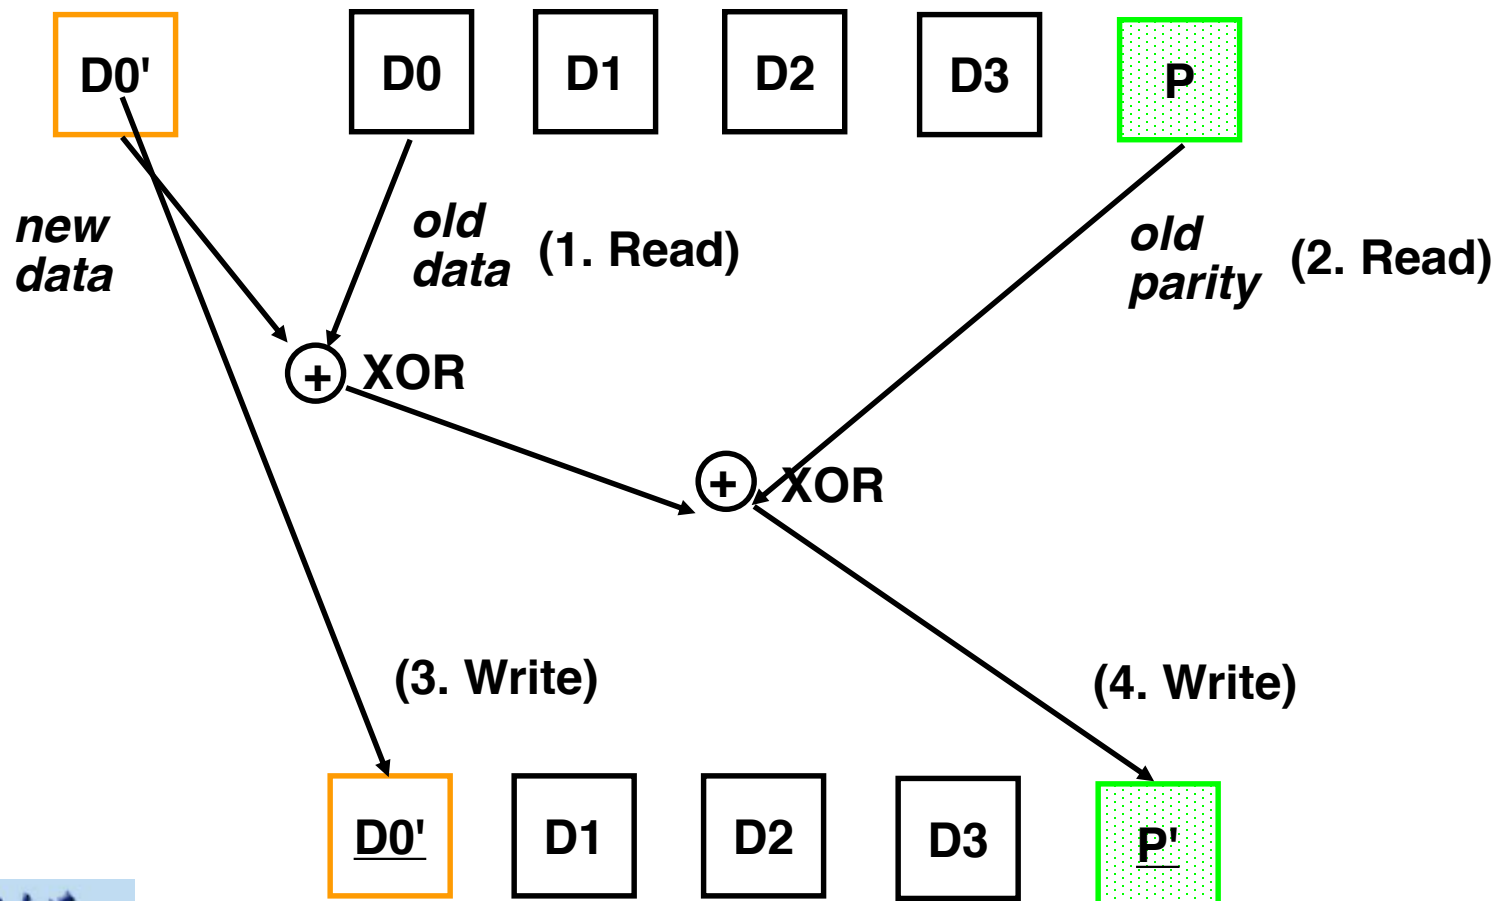 D0' D0 D1 D2 D3 P
new
data
old
data (1. Read)
old
parity (2. Read)
+ XOR
+ XOR
(3. Write) (4. Write)
D0' D1 D2 D3 P'